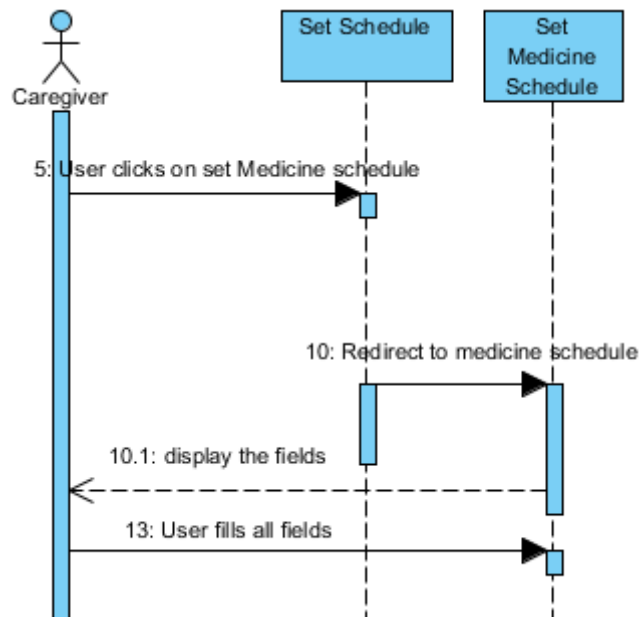 Set Schedule
Set
Medicine
Schedule
Caregiver
5: User clicks on set Medicine schedule
10: Redirect to medicine schedule
10.1: display the fields
13: User fills all fields